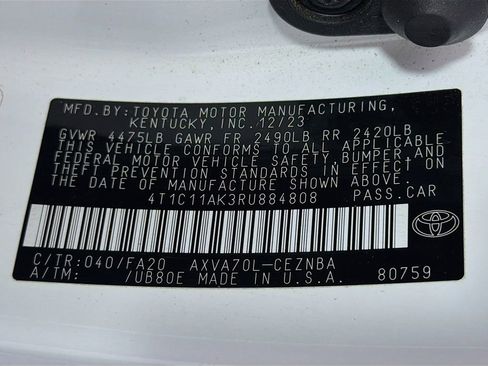 MFD.BY:TOYOTA MOTOR MANUFACTURING,
KENTUCKY,INC.12/23
GVWR 4475LB GAWR FR 2490LB RR 2420LB
THIS VEHICLE CONFORMS TO ALL APPLICABLE
FEDERAL MOTOR VEHICLE SAFETY,BUMPER,AND
THEFT PREVENTION STANDARDS IN EFFECT ON
THE DATE OF MANUFACTURE SHOWN ABOVE.
4T1C11AK3RU884808 PASS.CAR
C/TR:040/FA20 AXVA70L-CEZNBA
A/TM: /UB80E MADE IN U.S.A. 80759
TOYOTA